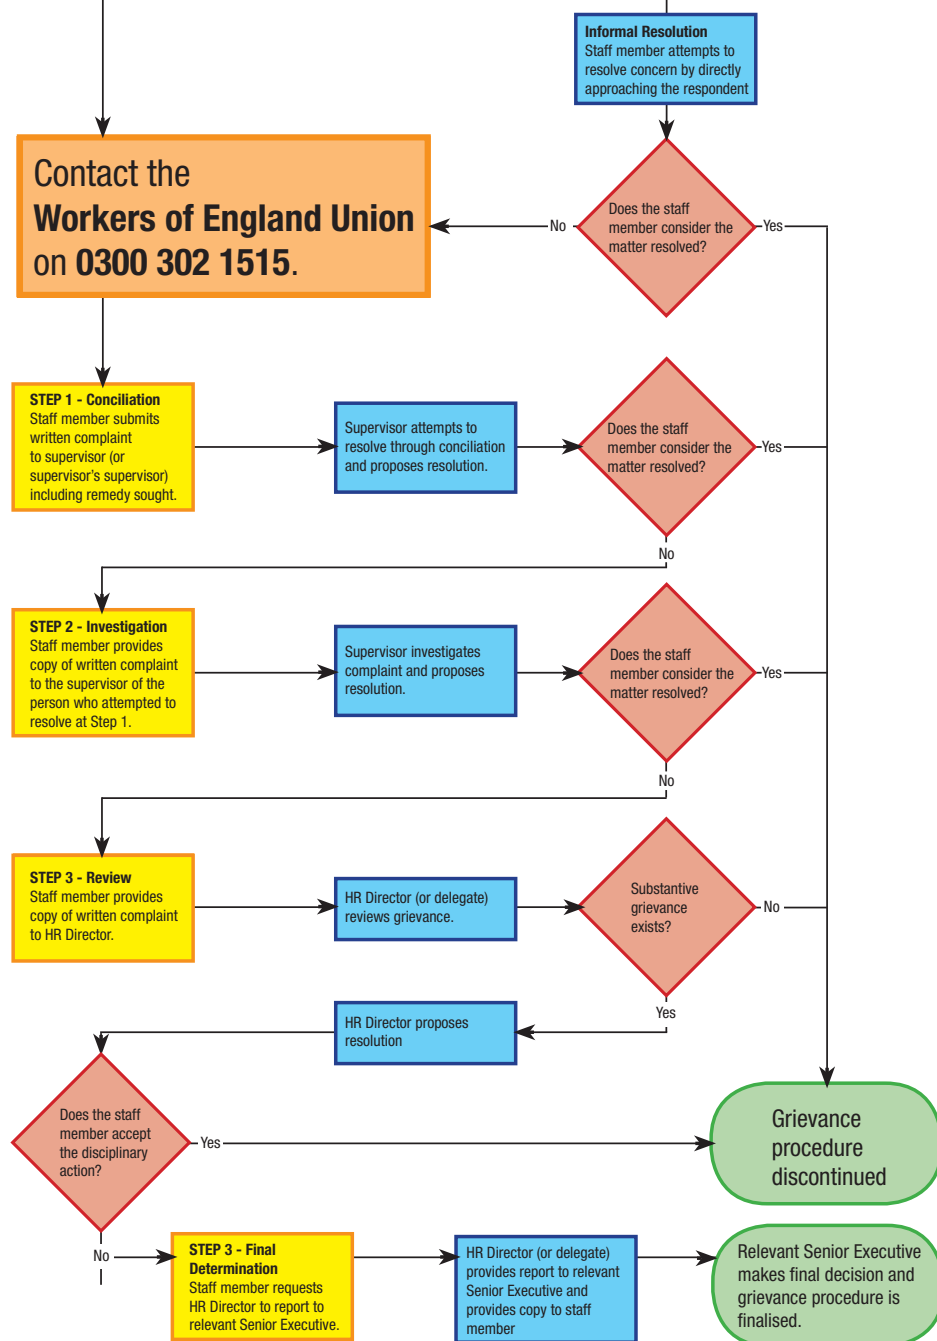 Informal Resolution
Staff member attempts to
resolve concern by directly
approaching the respondent
Contact the
Workers of England Union
on 0300 302 1515.
No
Does the staff
member consider the
matter resolved?
Yes
STEP 1 - Conciliation
Staff member submits
written complaint
to supervisor (or
supervisor’s supervisor)
including remedy sought.
Supervisor attempts to
resolve through conciliation
and proposes resolution.
Does the staff
member consider the
matter resolved?
Yes
No
STEP 2 - Investigation
Staff member provides
copy of written complaint
to the supervisor of the
person who attempted to
resolve at Step 1.
Supervisor investigates
complaint and proposes
resolution.
Does the staff
member consider the
matter resolved?
Yes
No
STEP 3 - Review
Staff member provides
copy of written complaint
to HR Director.
HR Director (or delegate)
reviews grievance.
Substantive
grievance
exists?
No
Yes
HR Director proposes
resolution
Does the staff
member accept
the disciplinary
action?
Yes
Grievance
procedure
discontinued
No
STEP 3 - Final
Determination
Staff member requests
HR Director to report to
relevant Senior Executive.
HR Director (or delegate)
provides report to relevant
Senior Executive and
provides copy to staff
member
Relevant Senior Executive
makes final decision and
grievance procedure is
finalised.